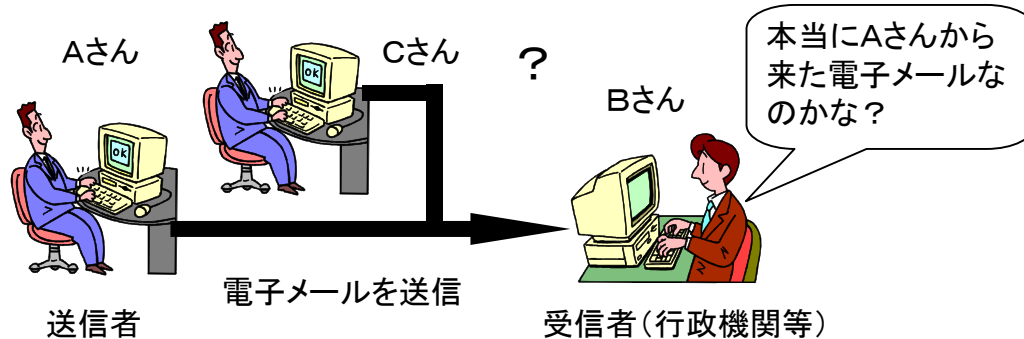 Aさん
Cさん
?
Bさん
本当にAさんから
来た電子メールな
のかな？
OK
OK
電子メールを送信
送信者
受信者(行政機関等)